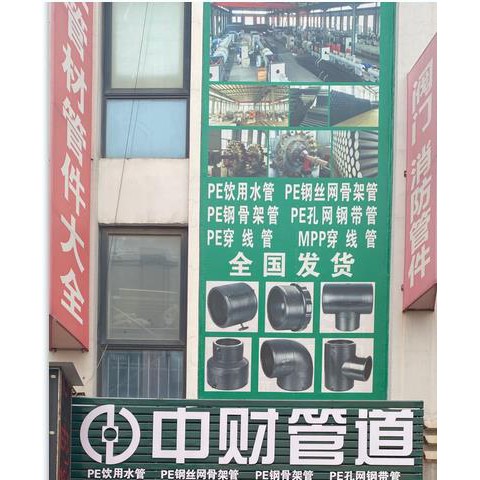 管材管件大全
阀门 消防管件
PE饮用水管 PE钢丝网骨架管
PE钢骨架管 PE孔网钢带管
PE穿线管 MPP穿线管
全国发货
中财管道
PE饮用水管 PE钢丝网骨架管 PE钢骨架管 PE孔网钢带管